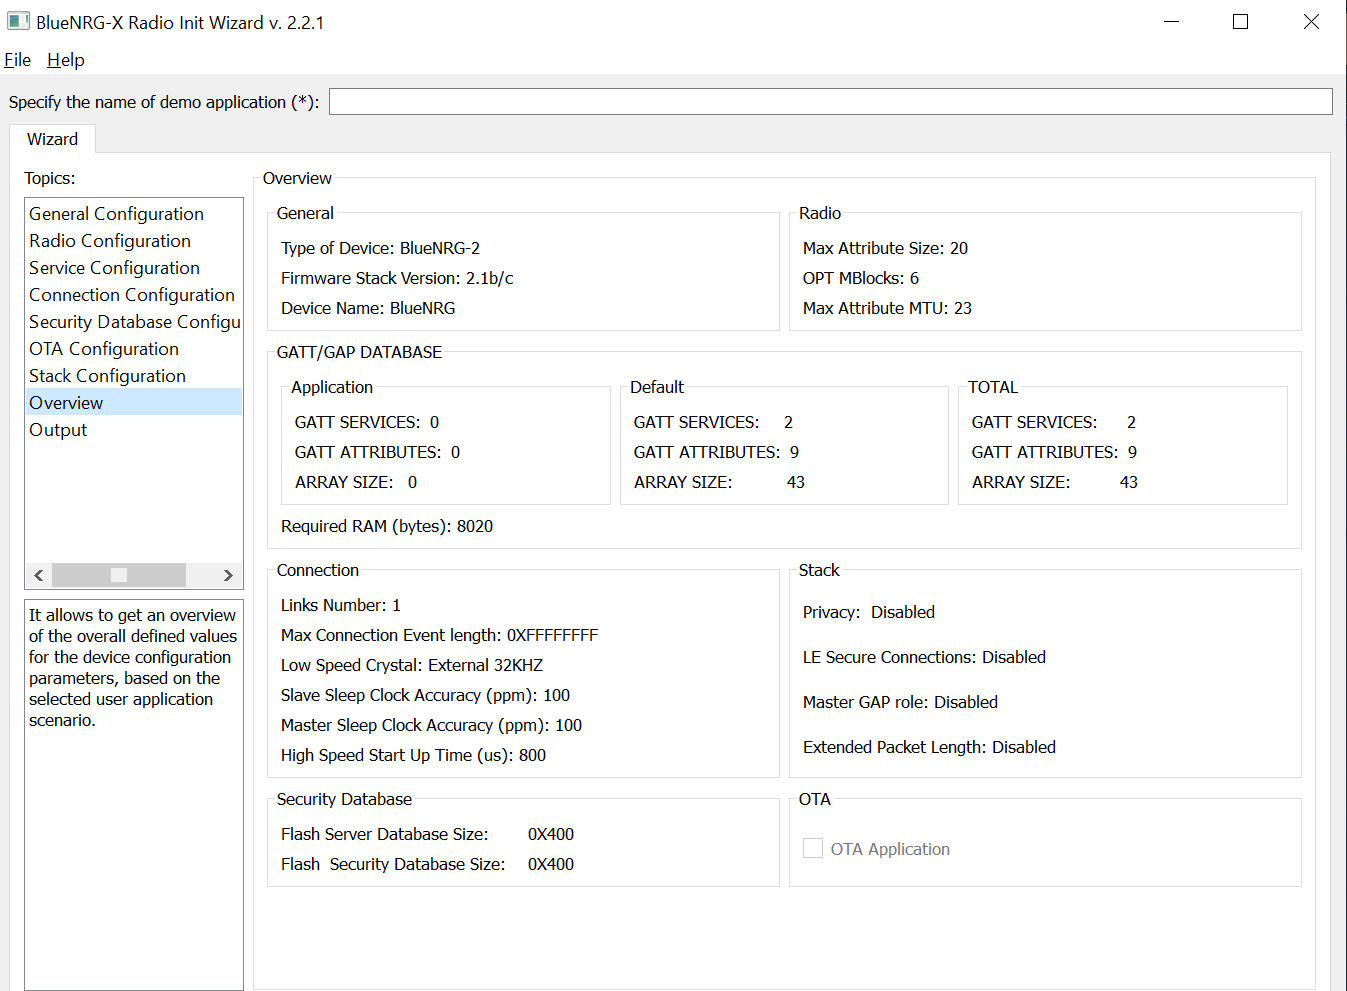 BlueNRG-X Radio Init Wizard v. 2.2.1
File Help
Specify the name of demo application (*):
Wizard
Topics:
General Configuration
Radio Configuration
Service Configuration
Connection Configuration
Security Database Configu
OTA Configuration
Stack Configuration
Overview
Output
It allows to get an overview
of the overall defined values
for the device configuration
parameters, based on the
selected user application
scenario.
Overview
General
Type of Device: BlueNRG-2
Firmware Stack Version: 2.1b/c
Device Name: BlueNRG
Radio
Max Attribute Size: 20
OPT MBlocks: 6
Max Attribute MTU: 23
GATT/GAP DATABASE
Application
GATT SERVICES: 0
GATT ATTRIBUTES: 0
ARRAY SIZE: 0
Default
GATT SERVICES: 2
GATT ATTRIBUTES: 9
ARRAY SIZE: 43
TOTAL
GATT SERVICES: 2
GATT ATTRIBUTES: 9
ARRAY SIZE: 43
Required RAM (bytes): 8020
Connection
Links Number: 1
Max Connection Event length: 0XFFFFFFFF
Low Speed Crystal: External 32KHZ
Slave Sleep Clock Accuracy (ppm): 100
Master Sleep Clock Accuracy (ppm): 100
High Speed Start Up Time (us): 800
Stack
Privacy: Disabled
LE Secure Connections: Disabled
Master GAP role: Disabled
Extended Packet Length: Disabled
Security Database
Flash Server Database Size: 0X400
Flash Security Database Size: 0X400
OTA
OTA Application